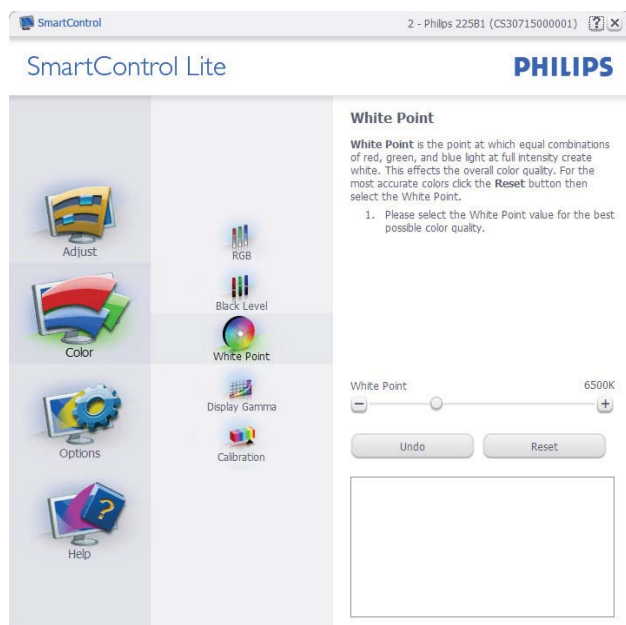 SmartControl
2 - Philips 225B1 (CS30715000001)
SmartControl Lite
PHILIPS
Adjust
Color
Options
Help
RGB
Black Level
White Point
Display Gamma
Calibration
White Point
White Point is the point at which equal combinations
of red, green, and blue light at full intensity create
white. This effects the overall color quality. For the
most accurate colors click the Reset button then
select the White Point.
1. Please select the White Point value for the best
possible color quality.
White Point 6500K
Undo
Reset